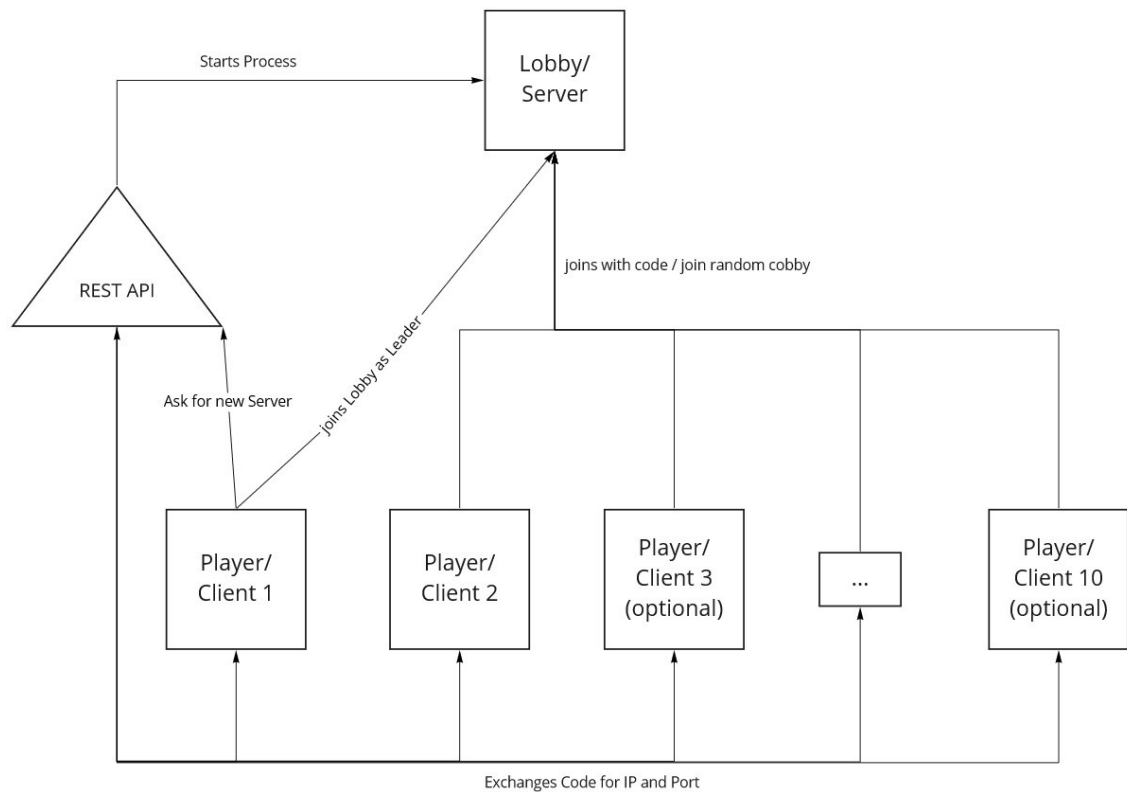 Starts Process
Lobby/
Server
REST API
joins with code / join random cobby
Ask for new Server
joins Lobby as Leader
Player/
Client 1
Player/
Client 2
Player/
Client 3
(optional)
...
Player/
Client 10
(optional)
Exchanges Code for IP and Port